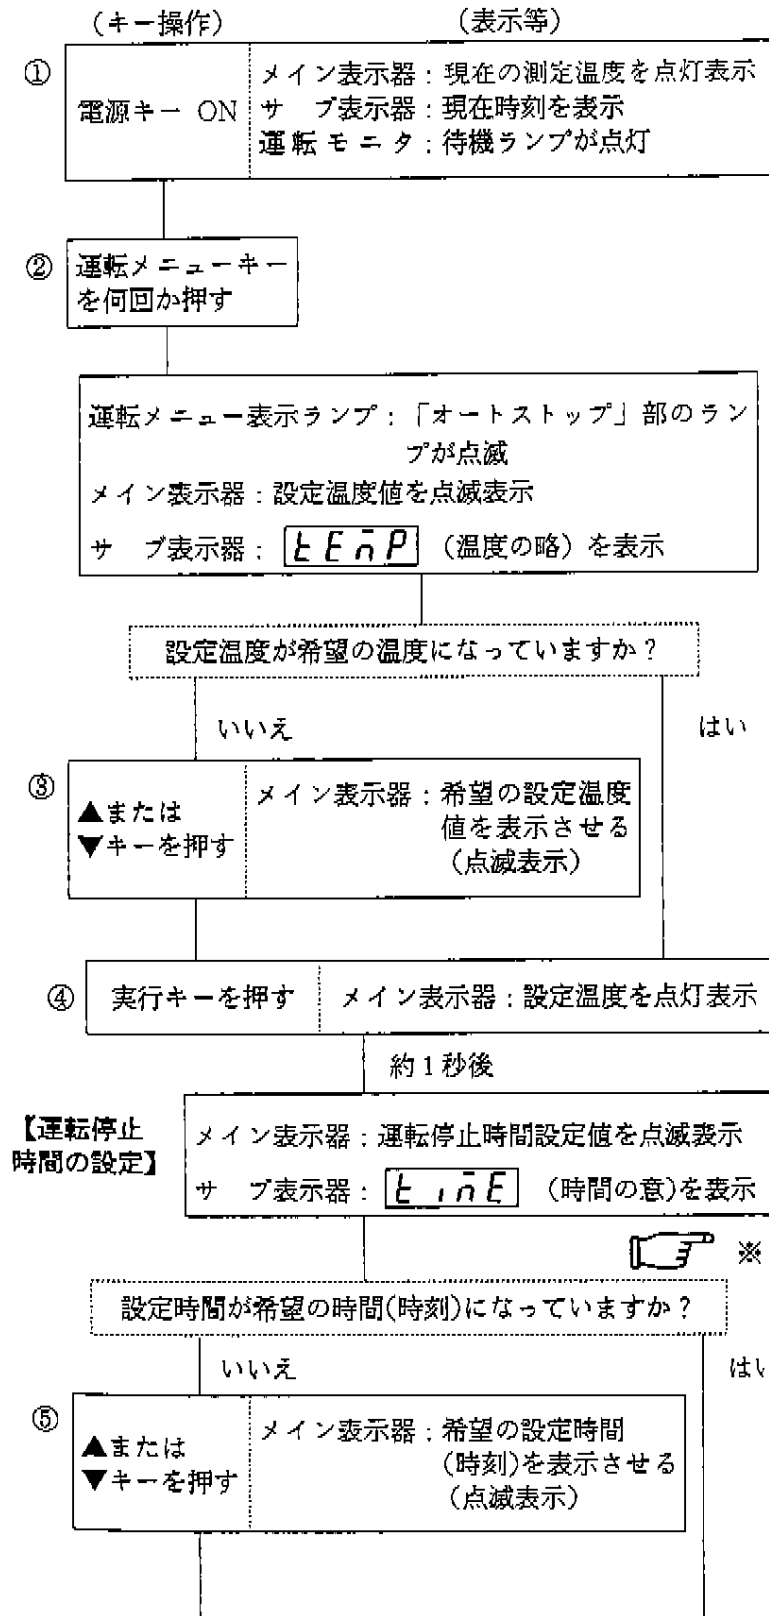 (キー操作)
(表示等)
①
電源キー ON
メイン表示器:現在の測定温度を点灯表示
サ ブ表示器:現在時刻を表示
運転モニタ:待機ランプが点灯
②
運転メニューキー
を何回か押す
運転メニュー表示ランプ:「オートストップ」部のラン
プが点滅
メイン表示器:設定温度値を点滅表示
サ ブ表示器:tEnP(温度の略)を表示
設定温度が希望の温度になっていますか?
いいえ
はい
③
▲または
▼キーを押す
メイン表示器:希望の設定温度
値を表示させる
(点滅表示)
④
実行キーを押す
メイン表示器:設定温度を点灯表示
約1秒後
【運転停止
時間の設定】
メイン表示器:運転停止時間設定値を点滅表示
サ ブ表示器:tinE(時間の意)を表示
※
設定時間が希望の時間(時刻)になっていますか?
いいえ
はい
⑤
▲または
▼キーを押す
メイン表示器:希望の設定時間
(時刻)を表示させる
(点滅表示)